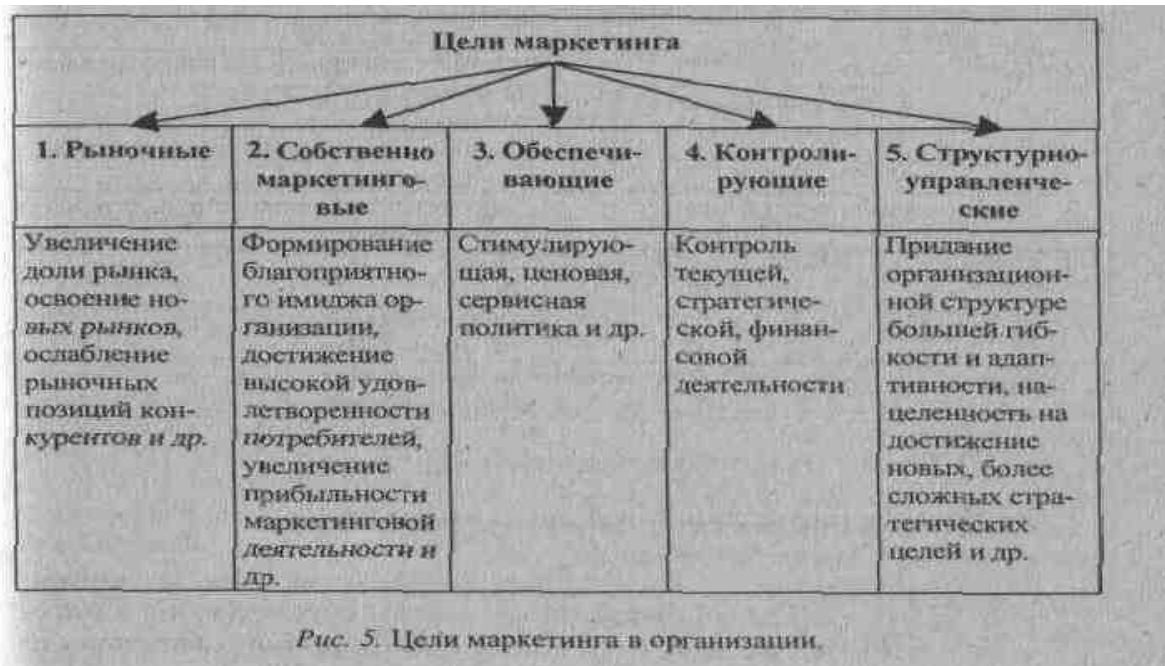 Цели маркетинга
1. Рыночные
2. Собственно
маркетинго-
вые
3. Обеспечи-
вающие
4. Контроли-
рующие
5. Структурно-
управленче-
ские
Увеличение
доли рынка,
освоение но-
вых рынков,
ослабление
рыночных
позиций кон-
курентов и др.
Формирование
благоприятно-
го имиджа ор-
ганизации,
достижение
высокой удов-
летворенности
потребителей,
увеличение
прибыльности
маркетинговой
деятельности и
др.
Стимулирую-
щая, ценовая,
сервисная
политика и др.
Контроль
текущей,
стратегиче-
ской, финан-
совой
деятельности
Придание
организацион-
ной структуре
большей гиб-
кости и адап-
тивности, на-
целенность на
достижение
новых, более
сложных стра-
тегических
целей и др.
Рис. 5. Цели маркетинга в организации.